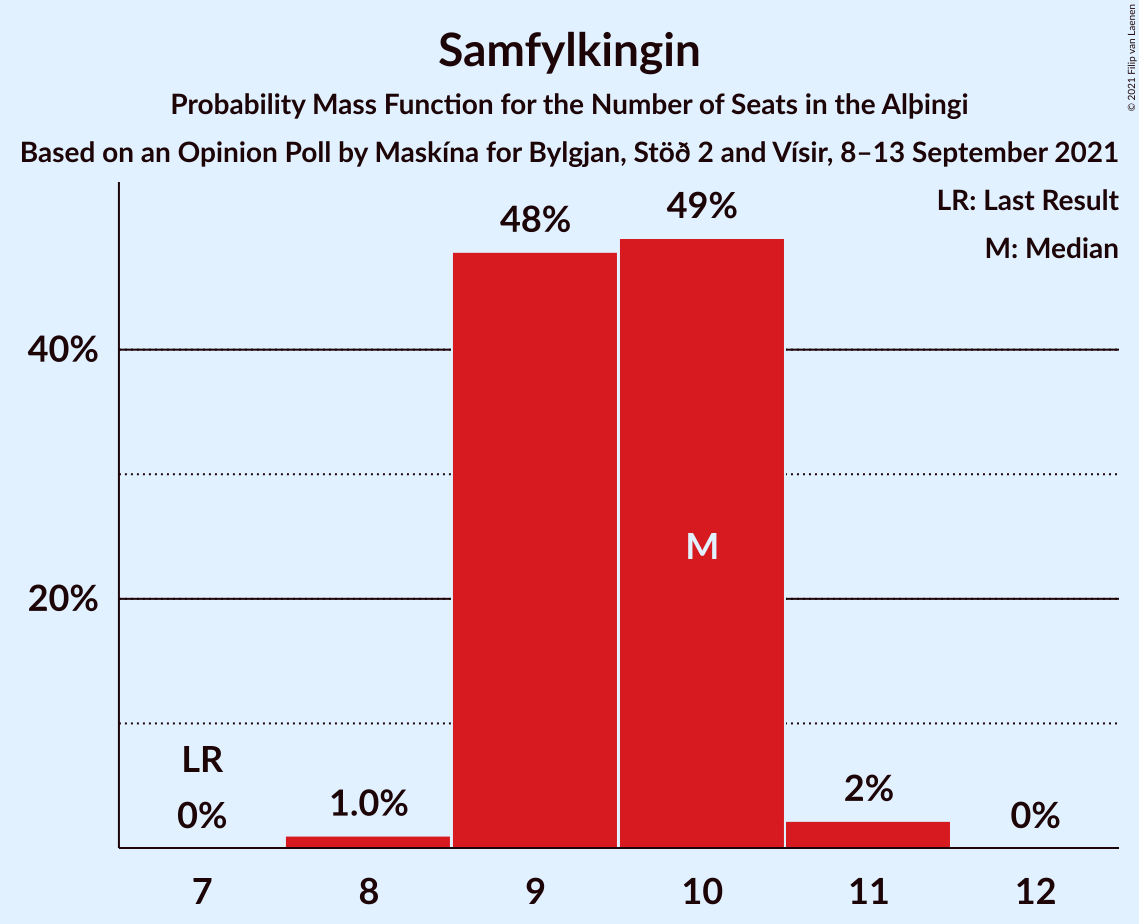 Samfylkingin
Probability Mass Function for the Number of Seats in the Alþingi
Based on an Opinion Poll by Maskína for Bylgjan, Stöð 2 and Vísir, 8–13 September 2021
© 2021 Filip van Laenen
LR: Last Result
M: Median
48%
49%
40%
M
20%
LR
0%
1.0%
2%
0%
7 8 9 10 11 12